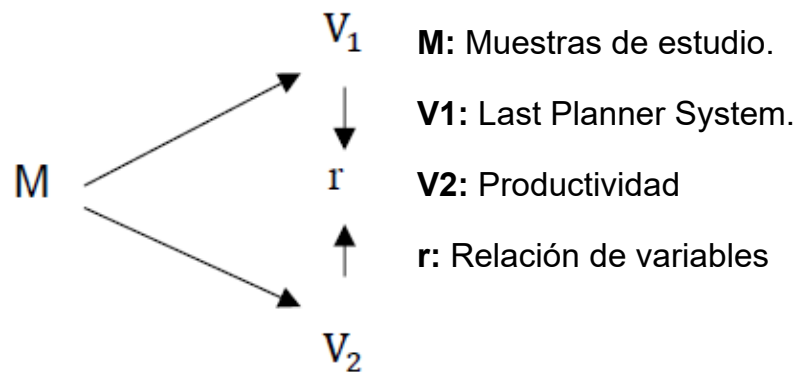 V₁
M: Muestras de estudio.
V1: Last Planner System.
M
r
V2: Productividad
r: Relación de variables
V₂